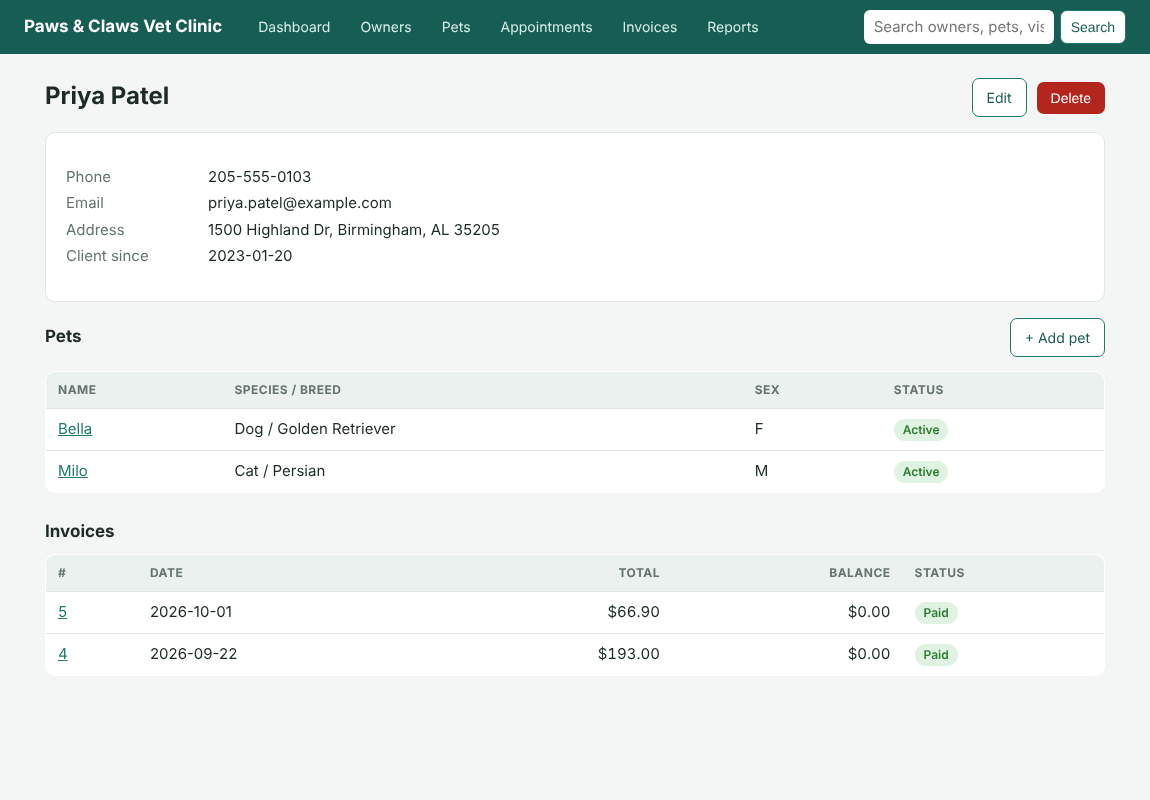 Paws & Claws Vet Clinic Dashboard Owners Pets Appointments Invoices Reports Search owners, pets, vis Search
Priya Patel Edit Delete
Phone 205-555-0103
Email priya.patel@example.com
Address 1500 Highland Dr, Birmingham, AL 35205
Client since 2023-01-20
Pets + Add pet
NAME SPECIES / BREED SEX STATUS
Bella Dog / Golden Retriever F Active
Milo Cat / Persian M Active
Invoices
# DATE TOTAL BALANCE STATUS
5 2026-10-01 $66.90 $0.00 Paid
4 2026-09-22 $193.00 $0.00 Paid